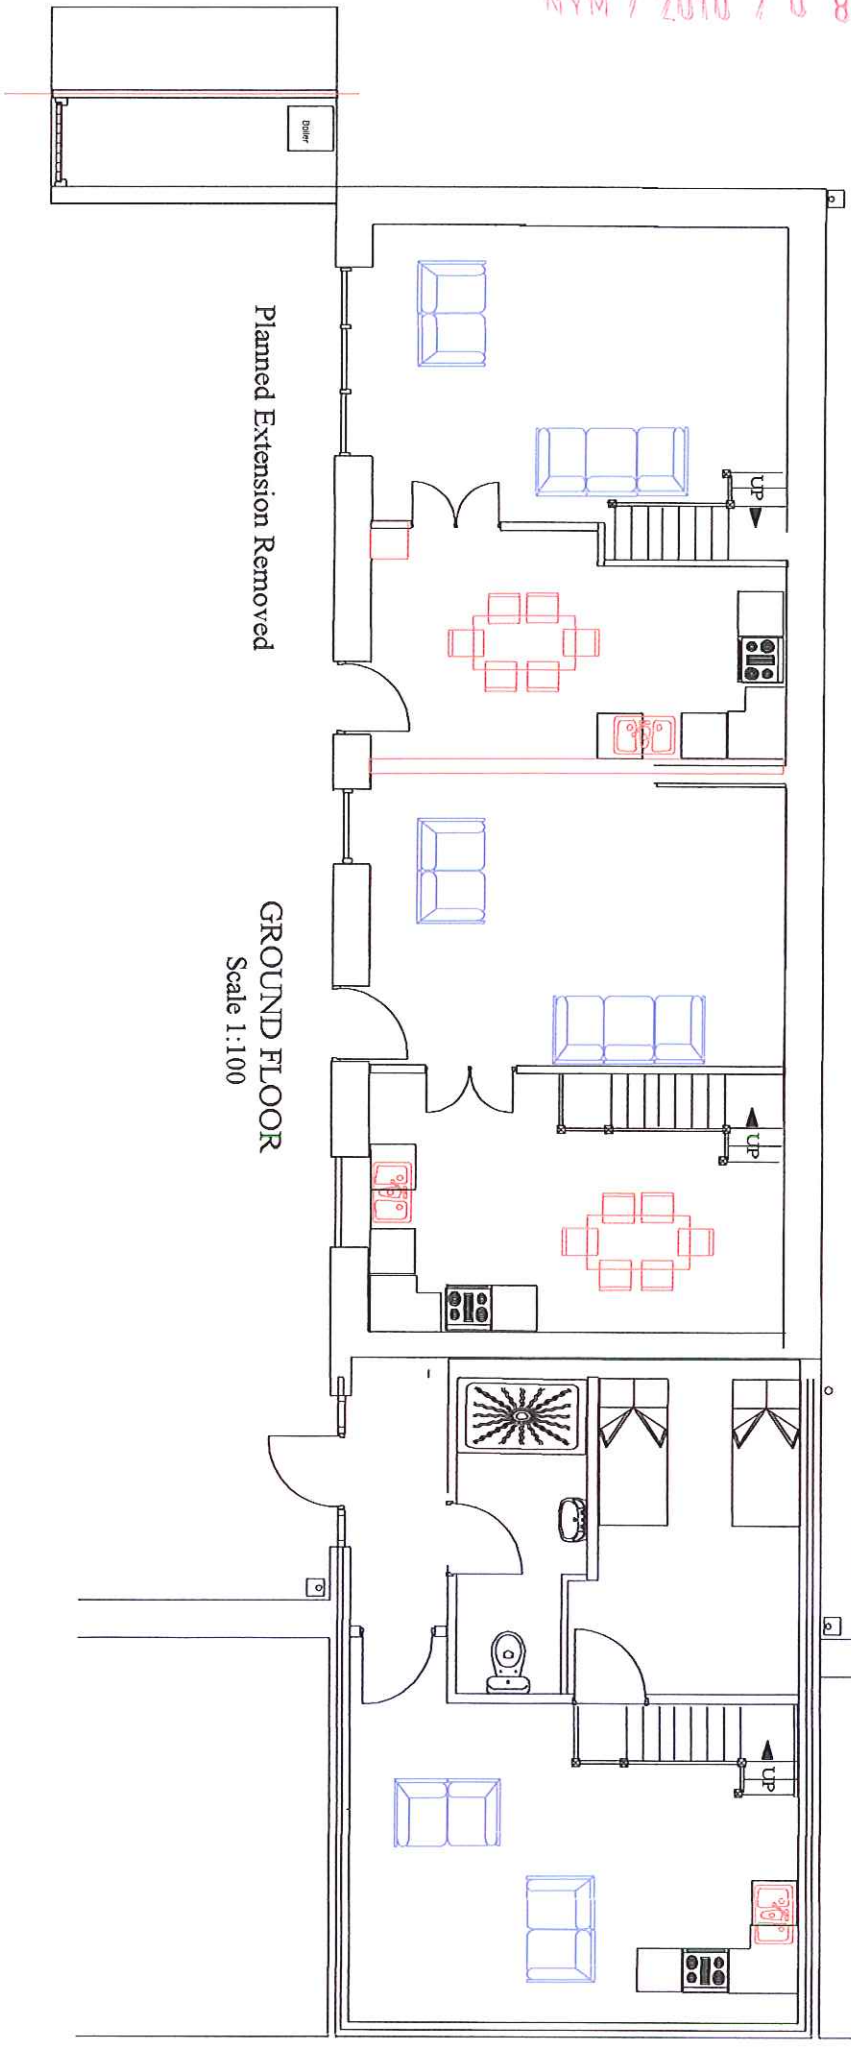 Boiler
Planned Extension Removed
UP
GROUND FLOOR
Scale 1:100
UP
UP